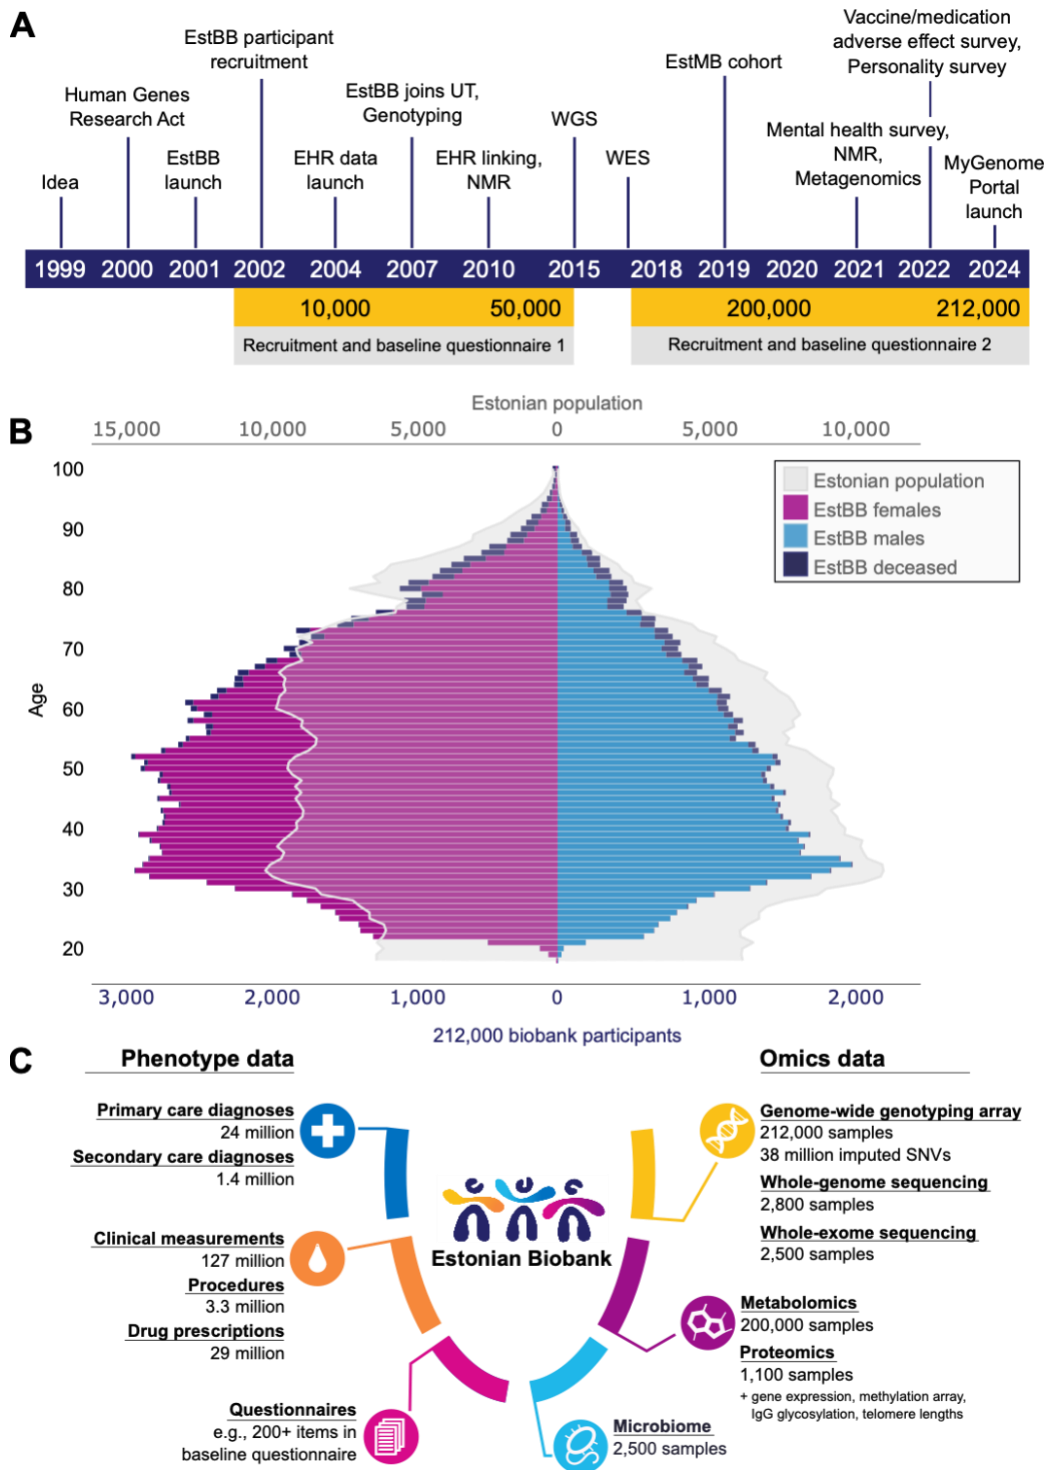 A
EstBB participant
recruitment
Vaccine/medication
adverse effect survey,
Personality survey
EstMB cohort
Human Genes
Research Act
EstBB joins UT,
Genotyping
WGS
Mental health survey,
NMR,
Metagenomics
Idea
EstBB
launch
EHR data
launch
EHR linking,
NMR
WES
MyGenome
Portal
launch
1999 2000 2001 2002 2004 2007 2010 2015 2018 2019 2020 2021 2022 2024
10,000 50,000 200,000 212,000
Recruitment and baseline questionnaire 1
Recruitment and baseline questionnaire 2
B
Estonian population
15,000 10,000 5,000 0 5,000 10,000
Estonian population
EstBB females
EstBB males
EstBB deceased
Age
100
90
80
70
60
50
40
30
20
3,000 2,000 1,000 0 1,000 2,000
212,000 biobank participants
C
Phenotype data
Primary care diagnoses
24 million
Secondary care diagnoses
1.4 million
Clinical measurements
127 million
Procedures
3.3 million
Drug prescriptions
29 million
Questionnaires
e.g., 200+ items in
baseline questionnaire
Estonian Biobank
Omics data
Genome-wide genotyping array
212,000 samples
38 million imputed SNVs
Whole-genome sequencing
2,800 samples
Whole-exome sequencing
2,500 samples
Metabolomics
200,000 samples
Proteomics
1,100 samples
+ gene expression, methylation array,
IgG glycosylation, telomere lengths
Microbiome
2,500 samples